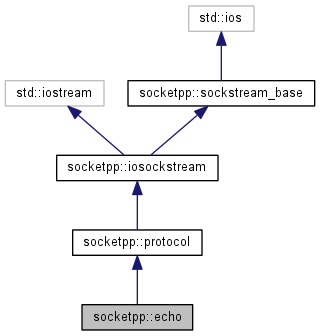 std::ios
std::iostream
socketpp::sockstream_base
socketpp::iosockstream
socketpp::protocol
socketpp::echo